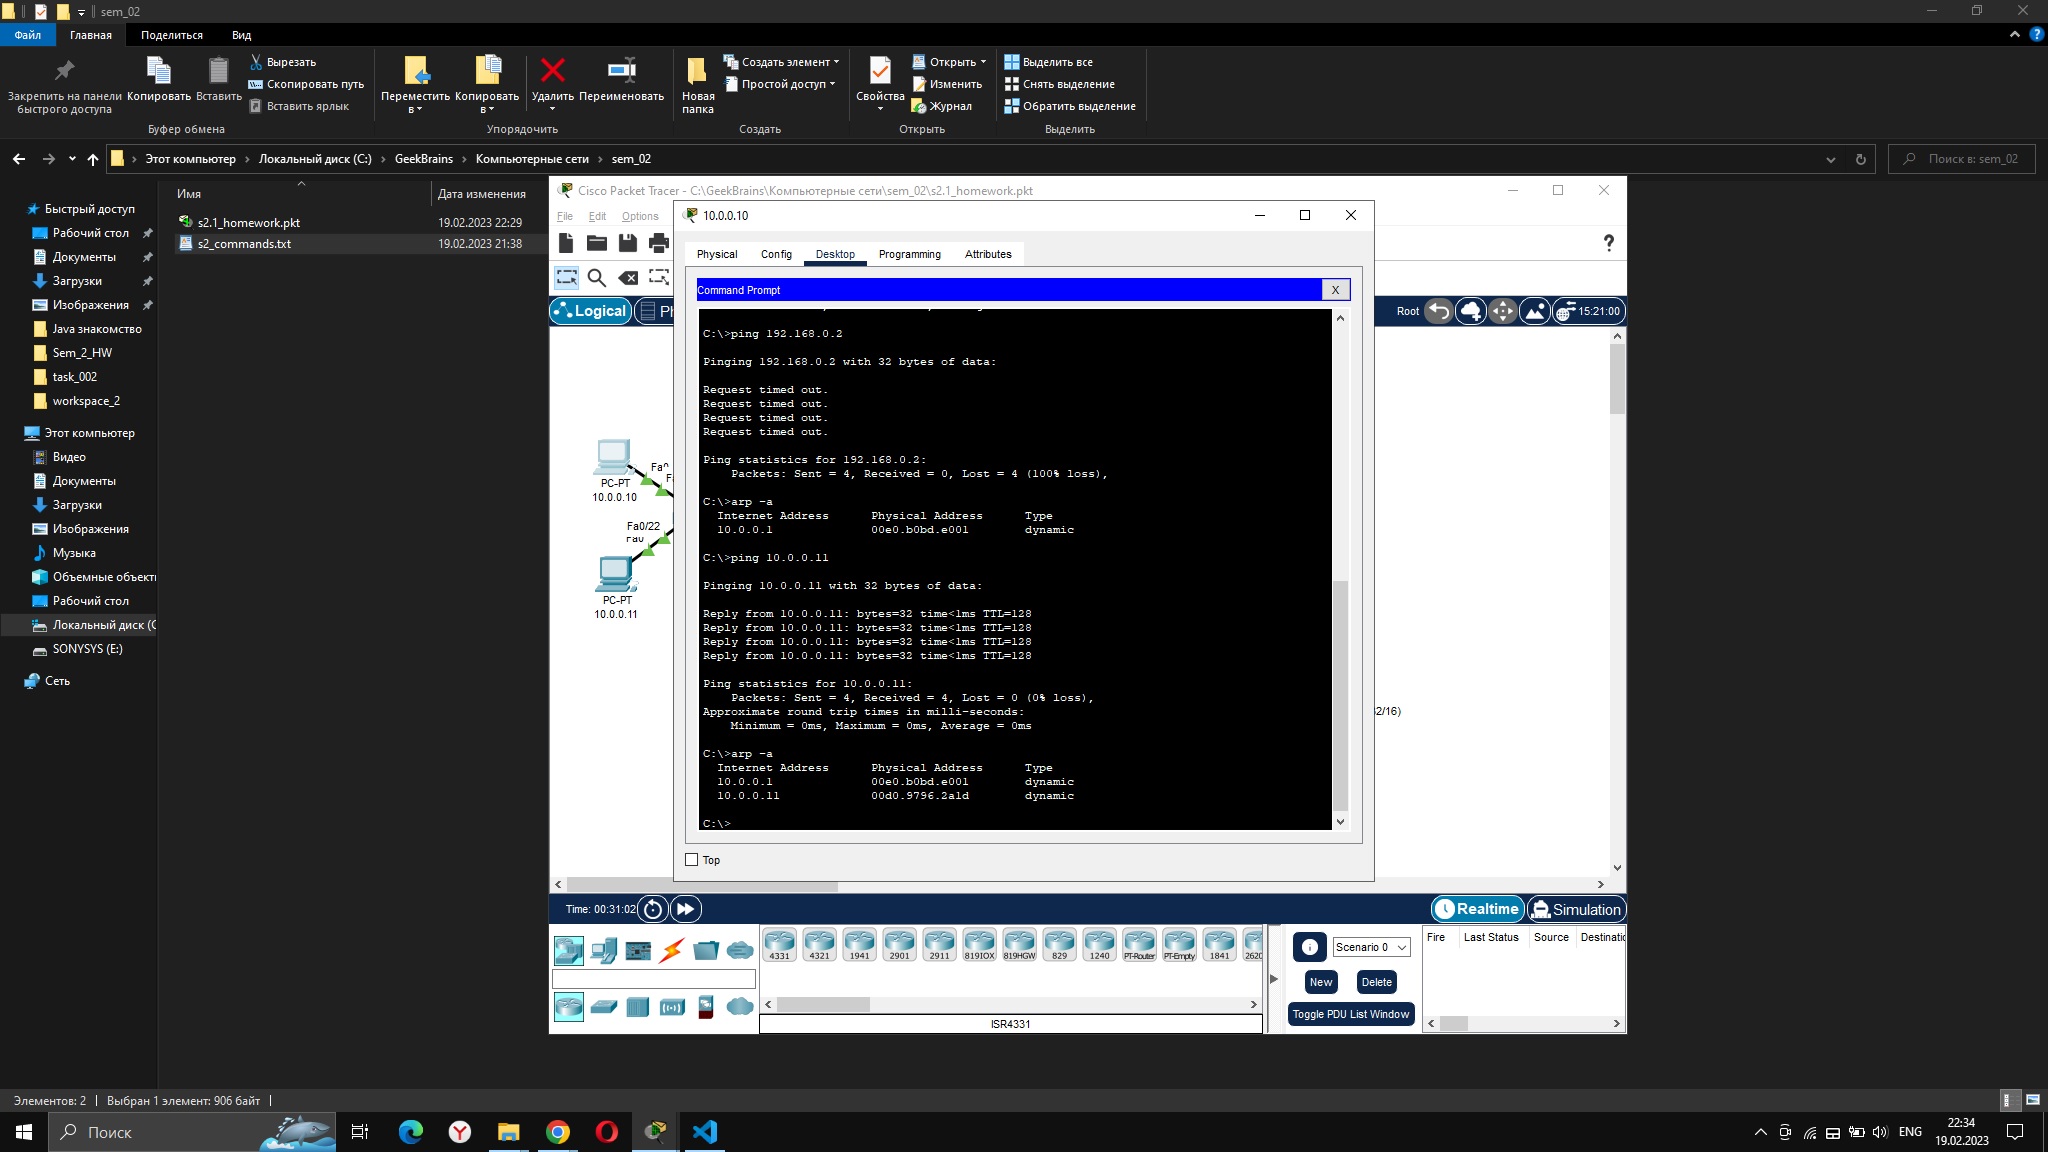 sem_02
Файл
Главная
Поделиться
Вид
Закрепить на панели
быстрого доступа
Копировать
Вставить
Вырезать
Скопировать путь
Вставить ярлык
Буфер обмена
Переместить
в
Копировать
в
Удалить
Переименовать
Упорядочить
Новая
папка
Создать элемент
Простой доступ
Создать
Свойства
Открыть
Изменить
Журнал
Открыть
Выделить все
Снять выделение
Обратить выделение
Выделить
Этот компьютер
Локальный диск (C:)
GeekBrains
Компьютерные сети
sem_02
Поиск в: sem_02
Быстрый доступ
Рабочий стол
Документы
Загрузки
Изображения
Java знакомство
Sem_2_HW
task_002
workspace_2
Этот компьютер
Видео
Документы
Загрузки
Изображения
Музыка
Объемные объект
Рабочий стол
Локальный диск (C
SONYSYS (E:)
Сеть
Имя
Дата изменения
s2.1_homework.pkt
19.02.2023 22:29
s2_commands.txt
19.02.2023 21:38
Cisco Packet Tracer - C:\GeekBrains\Компьютерные сети\sem_02\s2.1_homework.pkt
File
Edit
Options
?
Logical
Root
15:21:00
PC-PT
10.0.0.10
Fa0/22
Fa0
PC-PT
10.0.0.11
2/16)
10.0.0.10
Physical
Config
Desktop
Programming
Attributes
Command Prompt
X
C:\>ping 192.168.0.2
Pinging 192.168.0.2 with 32 bytes of data:
Request timed out.
Request timed out.
Request timed out.
Request timed out.
Ping statistics for 192.168.0.2:
Packets: Sent = 4, Received = 0, Lost = 4 (100% loss),
C:\>arp -a
Internet Address Physical Address Type
10.0.0.1 00e0.b0bd.e001 dynamic
C:\>ping 10.0.0.11
Pinging 10.0.0.11 with 32 bytes of data:
Reply from 10.0.0.11: bytes=32 time<1ms TTL=128
Reply from 10.0.0.11: bytes=32 time<1ms TTL=128
Reply from 10.0.0.11: bytes=32 time<1ms TTL=128
Reply from 10.0.0.11: bytes=32 time<1ms TTL=128
Ping statistics for 10.0.0.11:
Packets: Sent = 4, Received = 4, Lost = 0 (0% loss),
Approximate round trip times in milli-seconds:
Minimum = 0ms, Maximum = 0ms, Average = 0ms
C:\>arp -a
Internet Address Physical Address Type
10.0.0.1 00e0.b0bd.e001 dynamic
10.0.0.11 00d0.9796.2a1d dynamic
C:\>
Top
Time: 00:31:02
Realtime
Simulation
4331
4321
1941
2901
2911
819IOX
819HGW
829
1240
PT-Router
PT-Empty
1841
2620
ISR4331
Scenario 0
New
Delete
Toggle PDU List Window
Fire
Last Status
Source
Destinatio
Элементов: 2
Выбран 1 элемент: 906 байт
Поиск
ENG
22:34
19.02.2023